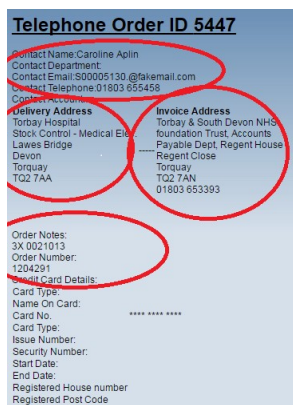 Telephone Order ID 5447
Contact Name:Caroline Aplin
Contact Department:
Contact Email:S00005130.@fakemail.com
Contact Telephone:01803 655458
Contact Account
Delivery Address
Torbay Hospital
Stock Control - Medical
Lawes Bridge
Devon
Torquay
TQ2 7AA
-----
Invoice Address
Torbay & South Devon NHS
foundation Trust, Accounts
Payable Dept, Regent House
Regent Close
Torquay
TQ2 7AN
01803 653393
Order Notes:
3X 0021013
Order Number:
1204291
Credit Card Details:
Card Type:
Name On Card:
Card No. **** **** ****
Card Type:
Issue Number:
Security Number:
Start Date:
End Date:
Registered House number
Registered Post Code